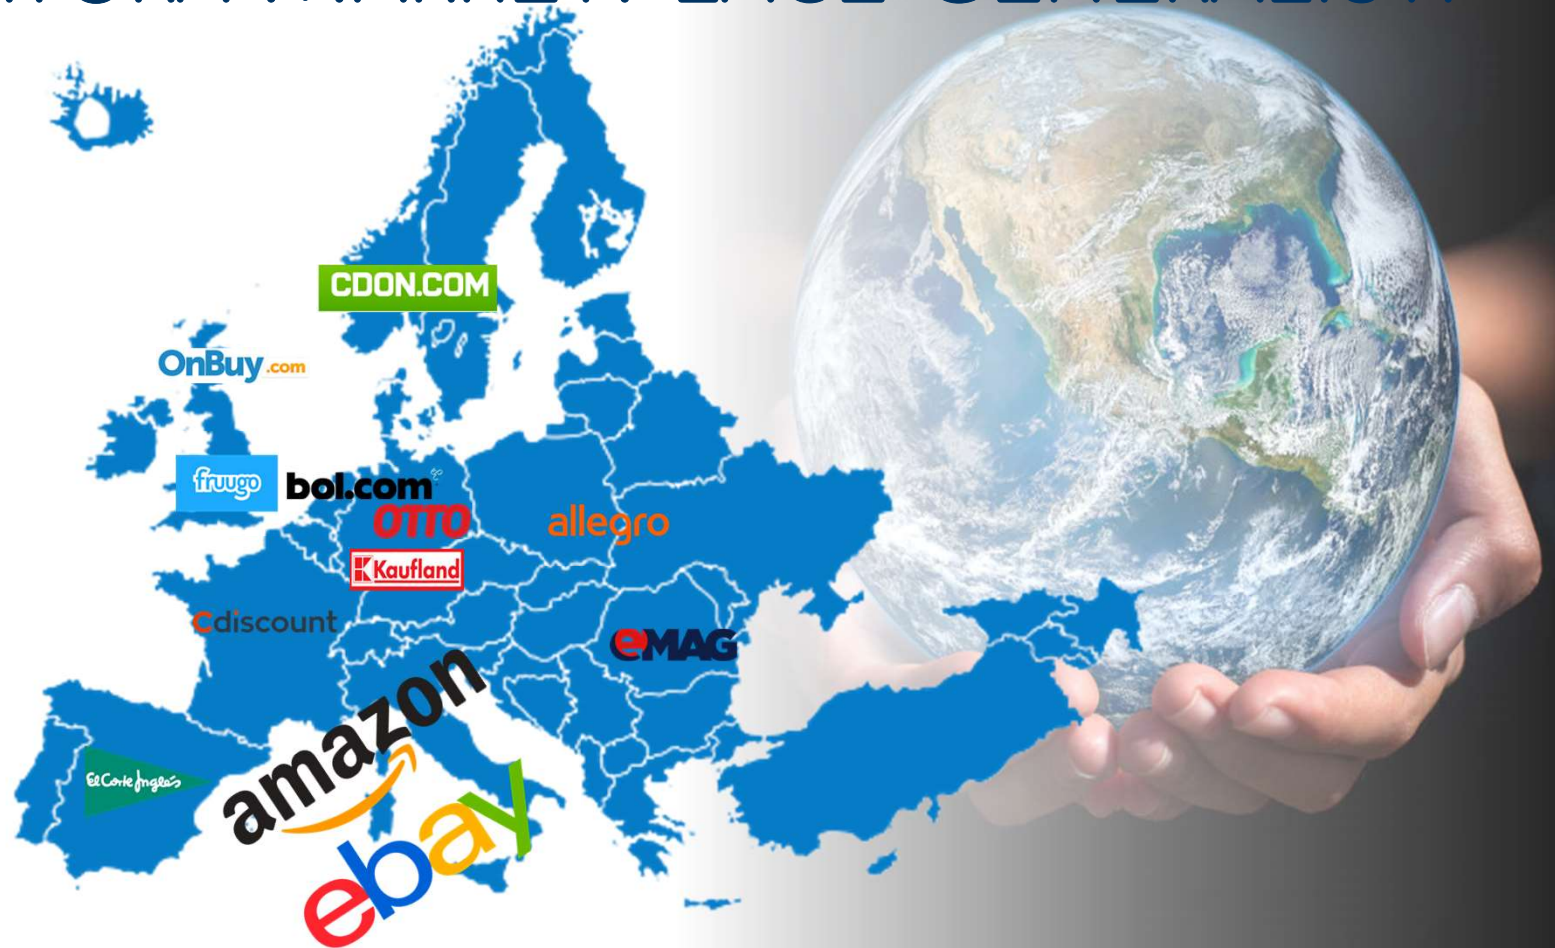 CDON.COM
OnBuy.com
fruugo
bol.com
OTTO
allegro
Kaufland
Cdiscount
eMAG
amazon
El Corte Inglés
ebay